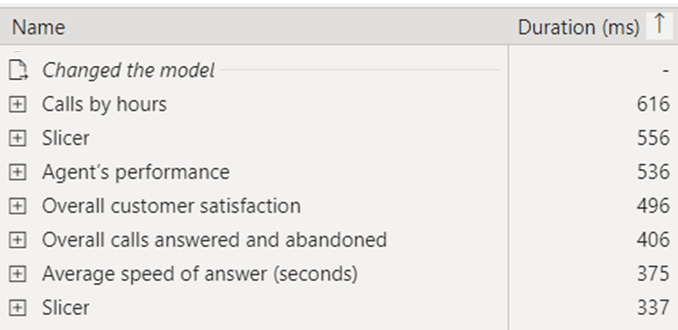 Name Duration (ms) ↑
Changed the model -
Calls by hours 616
Slicer 556
Agent's performance 536
Overall customer satisfaction 496
Overall calls answered and abandoned 406
Average speed of answer (seconds) 375
Slicer 337